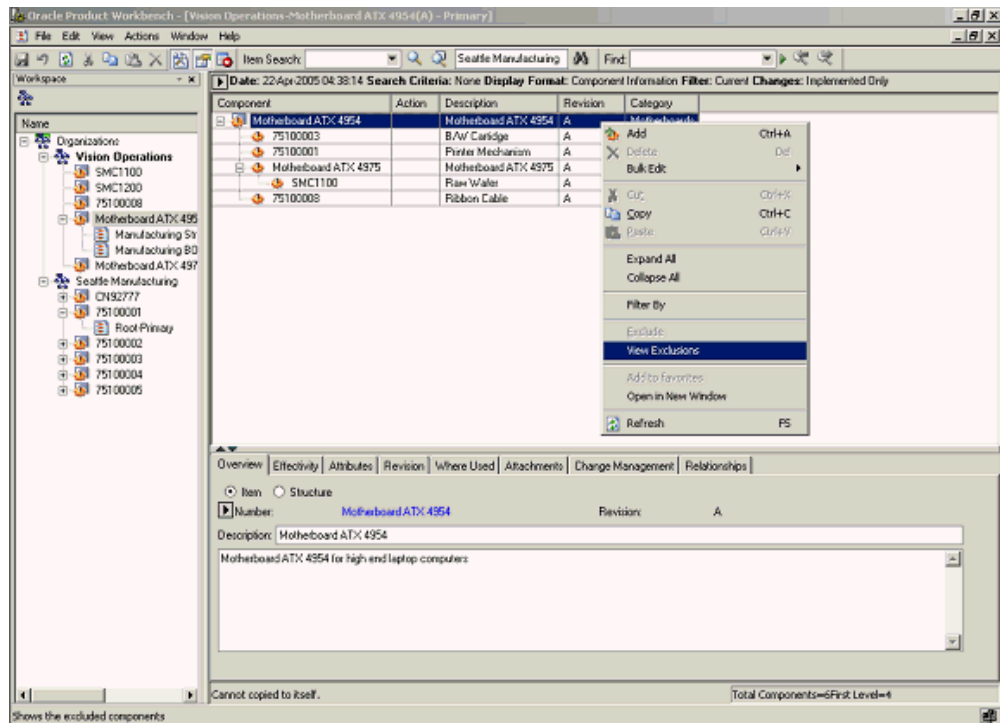 Oracle Product Workbench - [Vision Operations-Motherboard ATX 4954(A) - Primary]
File Edit View Actions Window Help
Item Search: Seattle Manufacturing Find:
Workspace
Date: 22-Apr-2005 04:38:14 Search Criteria: None Display Format: Component Information Filter: Current Changes: Implemented Only
Name
Organizations
Vision Operations
SMC1100
SMC1200
75100008
Motherboard ATX 495
Manufacturing Str
Manufacturing BO
Motherboard ATX 497
Seattle Manufacturing
CN92777
75100001
Root-Primary
75100002
75100003
75100004
75100005
Component Action Description Revision Category
Motherboard ATX 4954 Motherboard ATX 4954 A Motherboards
75100003 B/W Cartidge A
75100001 Printer Mechanism A
Motherboard ATX 4975 Motherboard ATX 4975 A
SMC1100 Raw Wafer A
75100008 Ribbon Cable A
Add Ctrl+A
Delete Del
Bulk Edit
Cut Ctrl+X
Copy Ctrl+C
Paste Ctrl+V
Expand All
Collapse All
Filter By
Exclude
View Exclusions
Add to favorites
Open in New Window
Refresh F5
Overview Effectivity Attributes Revision Where Used Attachments Change Management Relationships
Item Structure
Number: Motherboard ATX 4954 Revision: A
Description: Motherboard ATX 4954
Motherboard ATX 4954 for high end laptop computers
Cannot copied to itself. Total Components=6First Level=4
Shows the excluded components